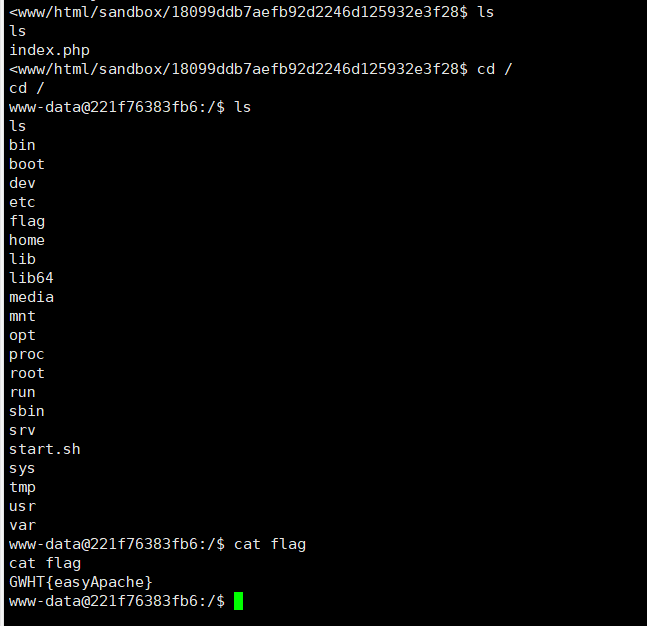 <www/html/sandbox/18099ddb7aefb92d2246d125932e3f28$ ls
ls
index.php
<www/html/sandbox/18099ddb7aefb92d2246d125932e3f28$ cd /
cd /
www-data@221f76383fb6:/$ ls
ls
bin
boot
dev
etc
flag
home
lib
lib64
media
mnt
opt
proc
root
run
sbin
srv
start.sh
sys
tmp
usr
var
www-data@221f76383fb6:/$ cat flag
cat flag
GWHT{easyApache}
www-data@221f76383fb6:/$